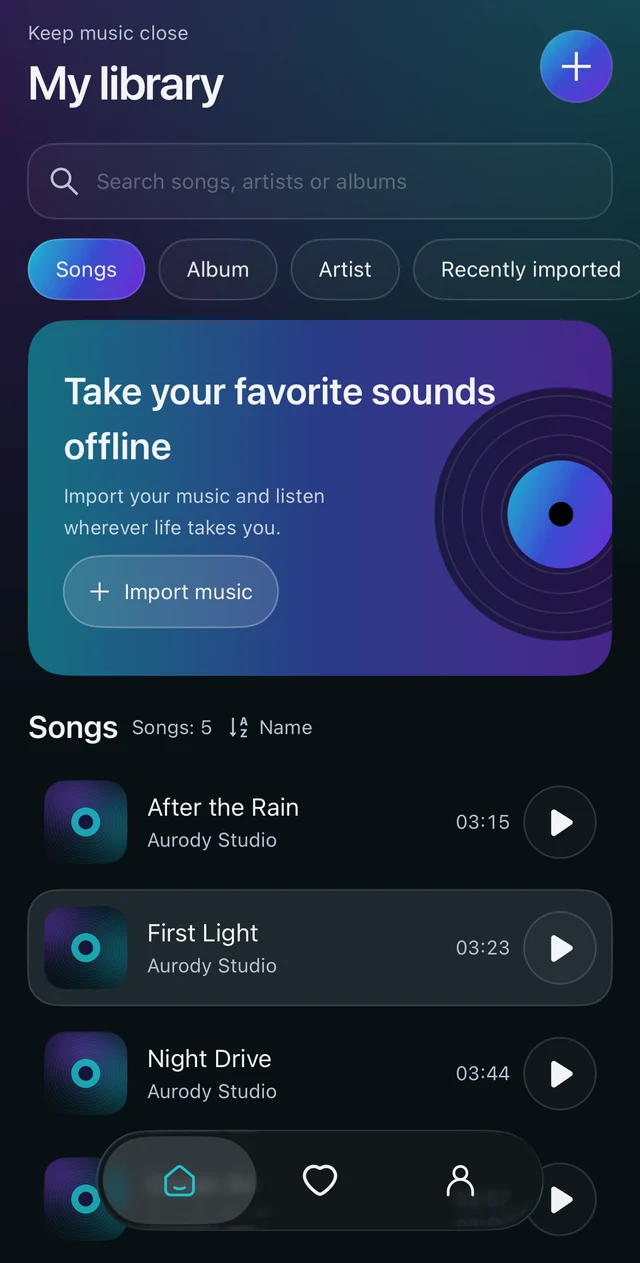 Keep music close
My library
Search songs, artists or albums
Songs
Album
Artist
Recently imported
Take your favorite sounds
offline
Import your music and listen
wherever life takes you.
Import music
Songs Songs: 5 Name
After the Rain
Aurody Studio
03:15
First Light
Aurody Studio
03:23
Night Drive
Aurody Studio
03:44